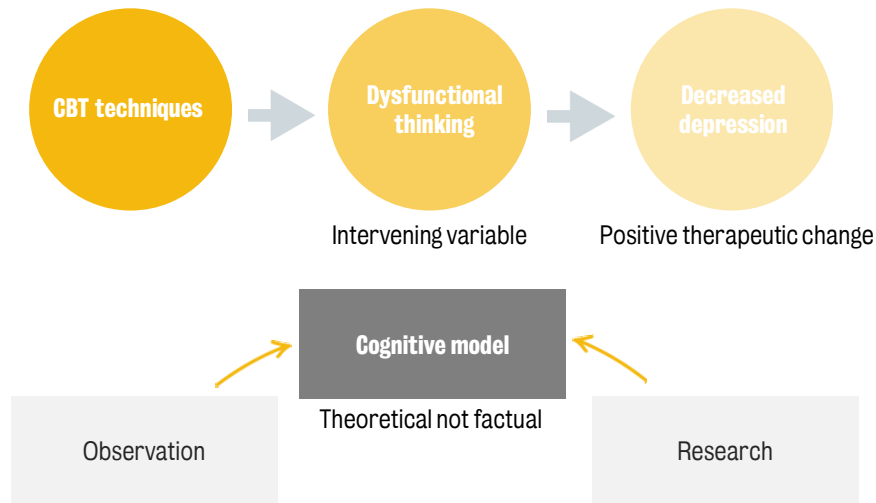 CBT techniques
Dysfunctional
thinking
Decreased
depression
Intervening variable
Positive therapeutic change
Cognitive model
Theoretical not factual
Observation
Research